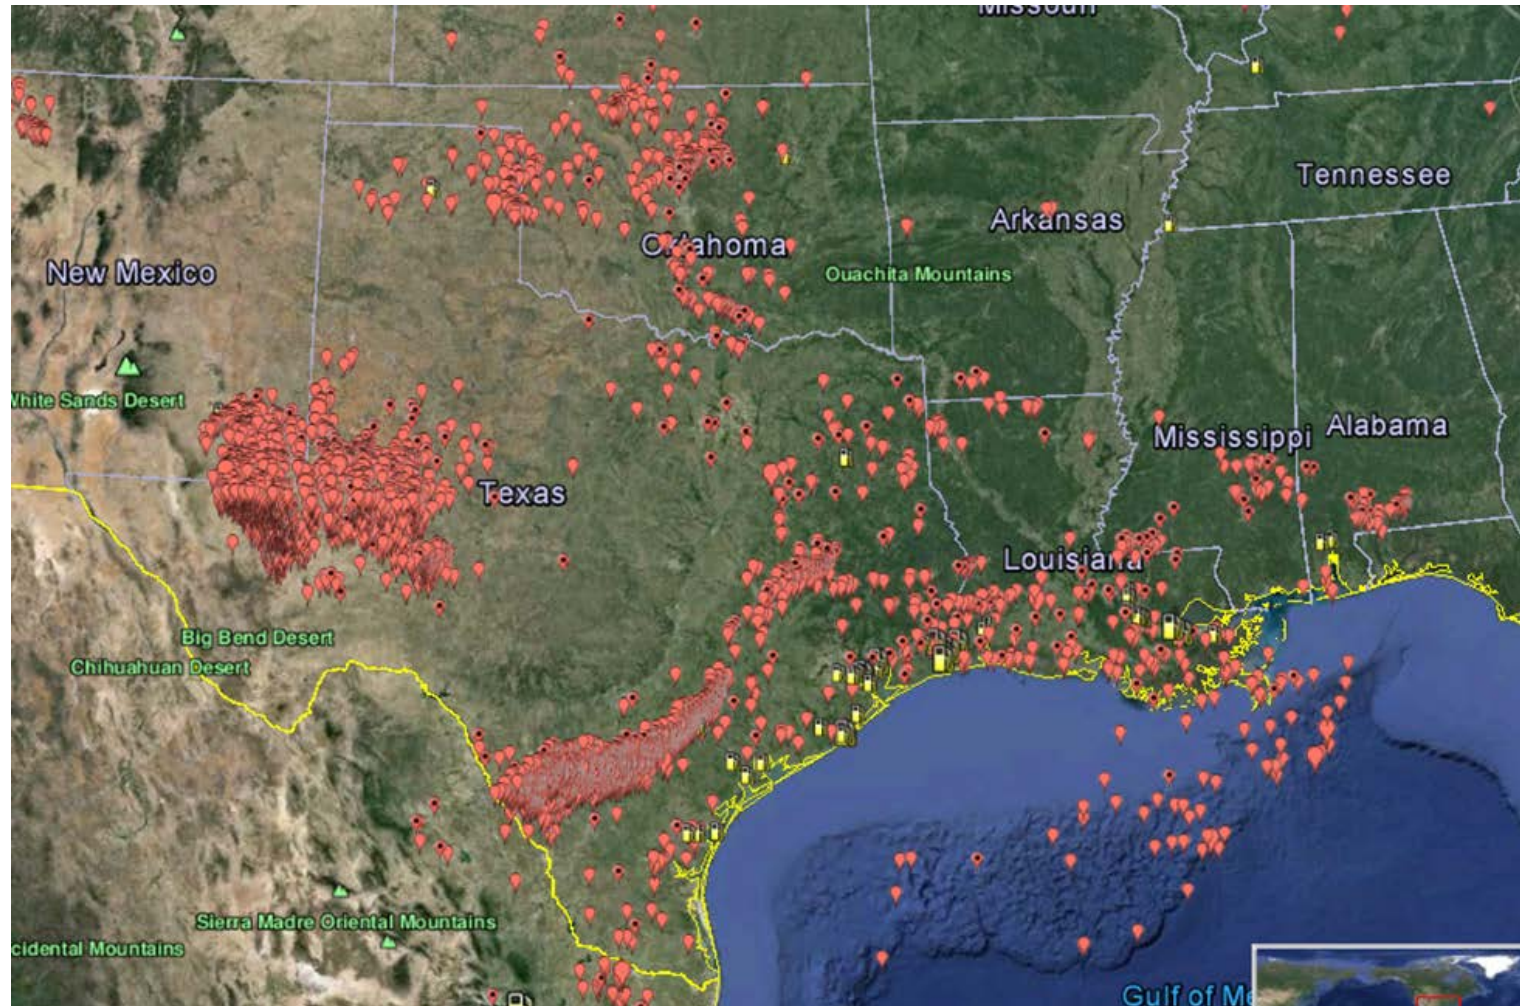 Missouri
Tennessee
Arkansas
Oklahoma
New Mexico
Ouachita Mountains
White Sands Desert
Alabama
Mississippi
Texas
Louisiana
Big Bend Desert
Chihuahuan Desert
Sierra Madre Oriental Mountains
cidental Mountains
Gulf of Me